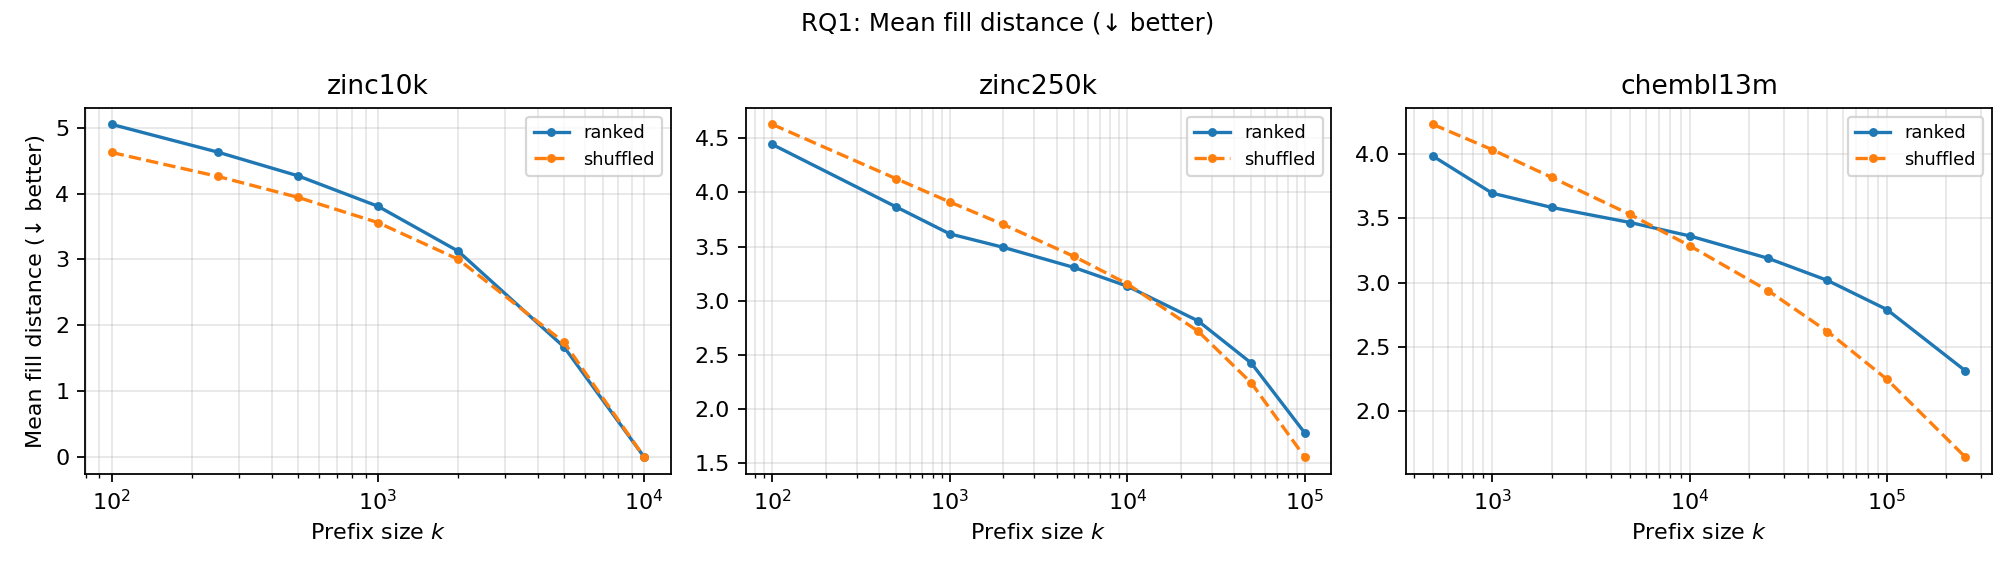 RQ1: Mean fill distance (↓ better)
zinc10k
Mean fill distance (↓ better)
5
4
3
2
1
0
10²
10³
10⁴
Prefix size k
ranked
shuffled
zinc250k
4.5
4.0
3.5
3.0
2.5
2.0
1.5
10²
10³
10⁴
10⁵
Prefix size k
ranked
shuffled
chembl13m
4.0
3.5
3.0
2.5
2.0
10³
10⁴
10⁵
Prefix size k
ranked
shuffled